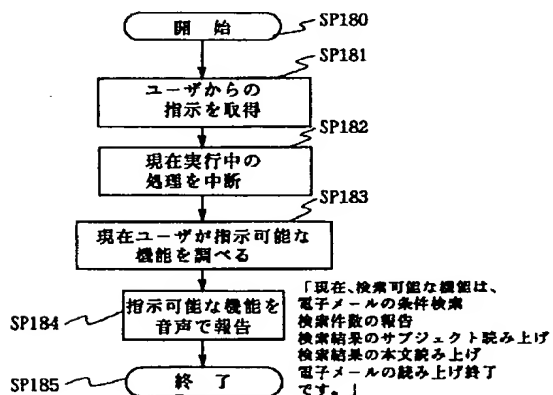 開 始
SP180
SP181
ユーザからの
指示を取得
SP182
現在実行中の
処理を中断
SP183
現在ユーザが指示可能な
機能を調べる
SP184
指示可能な機能を
音声で報告
「現在、検索可能な機能は、
電子メールの条件検索
検索件数の報告
検索結果のサブジェクト読み上げ
検索結果の本文読み上げ
電子メールの読み上げ終了
です。」
SP185
終 了